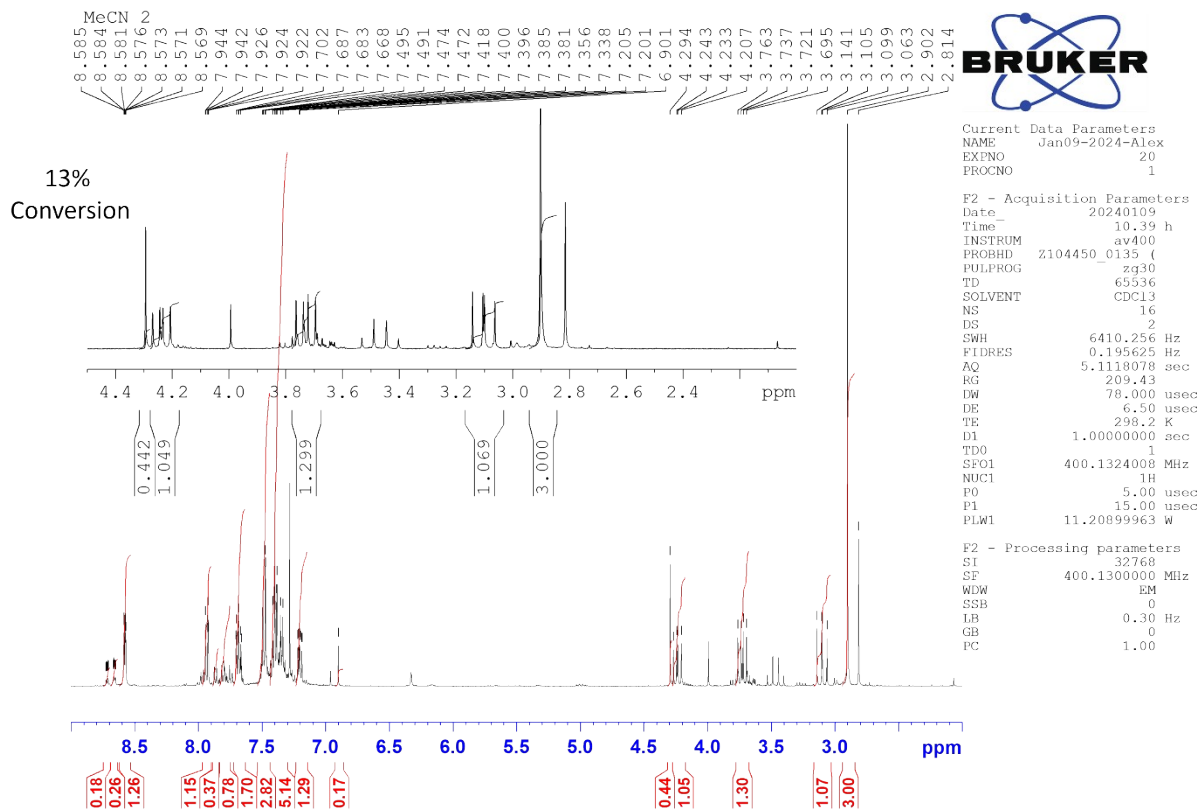 MeCN 2
8.585
8.584
8.581
8.576
8.573
8.571
8.569
7.944
7.942
7.926
7.924
7.922
7.702
7.687
7.683
7.668
7.495
7.491
7.474
7.472
7.418
7.400
7.396
7.385
7.381
7.356
7.338
7.205
7.201
6.901
4.294
4.243
4.233
4.207
3.763
3.737
3.721
3.695
3.141
3.105
3.099
3.063
2.902
2.814
BRUKER
13%
Conversion
4.4 4.2 4.0 3.8 3.6 3.4 3.2 3.0 2.8 2.6 2.4 ppm
0.442
1.049
1.299
1.069
3.000
8.5 8.0 7.5 7.0 6.5 6.0 5.5 5.0 4.5 4.0 3.5 3.0 ppm
0.18
0.26
1.26
1.15
0.37
0.78
1.70
2.82
5.14
1.29
0.17
0.44
1.05
1.30
1.07
3.00
Current Data Parameters
NAME Jan09-2024-Alex
EXPNO 20
PROCNO 1
F2 - Acquisition Parameters
Date_ 20240109
Time 10.39 h
INSTRUM av400
PROBHD Z104450_0135 (
PULPROG zg30
TD 65536
SOLVENT CDCl3
NS 16
DS 2
SWH 6410.256 Hz
FIDRES 0.195625 Hz
AQ 5.1118078 sec
RG 209.43
DW 78.000 usec
DE 6.50 usec
TE 298.2 K
D1 1.00000000 sec
TD0 1
SFO1 400.1324008 MHz
NUC1 1H
P0 5.00 usec
P1 15.00 usec
PLW1 11.20899963 W
F2 - Processing parameters
SI 32768
SF 400.1300000 MHz
WDW EM
SSB 0
LB 0.30 Hz
GB 0
PC 1.00